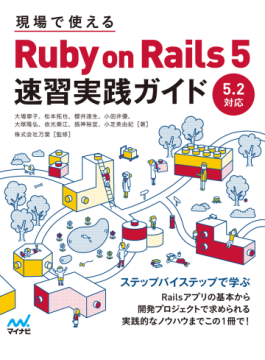 現場で使える
Ruby on Rails 5
速習実践ガイド
5.2
対応
大場寧子、松本拓也、櫻井達生、小田井優、
大塚隆弘、依光奏江、銭神裕宜、小芝美由紀［著］
株式会社万葉［監修］
ステップバイステップで学ぶ
Railsアプリの基本から
開発プロジェクトで求められる
実践的なノウハウまでこの1冊で！
マイナビ